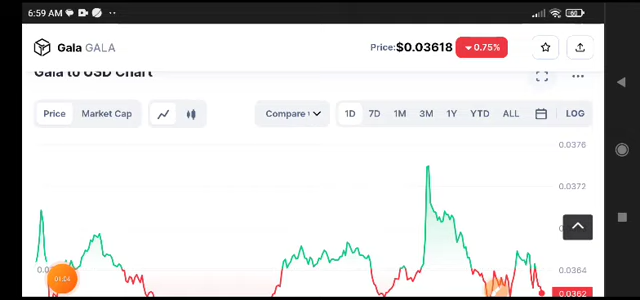 6:59 AM
60
Gala GALA
Price: $0.03618 0.75%
Gala to USD Chart
Price Market Cap
Compare
1D 7D 1M 3M 1Y YTD ALL LOG
0.0376
0.0372
0.0364
0.0362
01:04